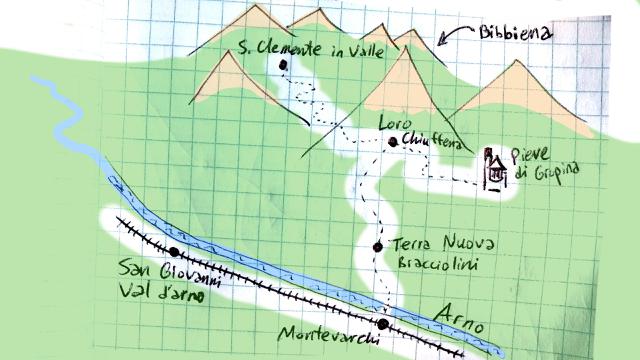 Bibbiena
S. Clemente in Valle
Loro
Chiuffena
Pieve
di Gropina
Terra Nuova
Bracciolini
San Giovanni
Val d'arno
Arno
Montevarchi